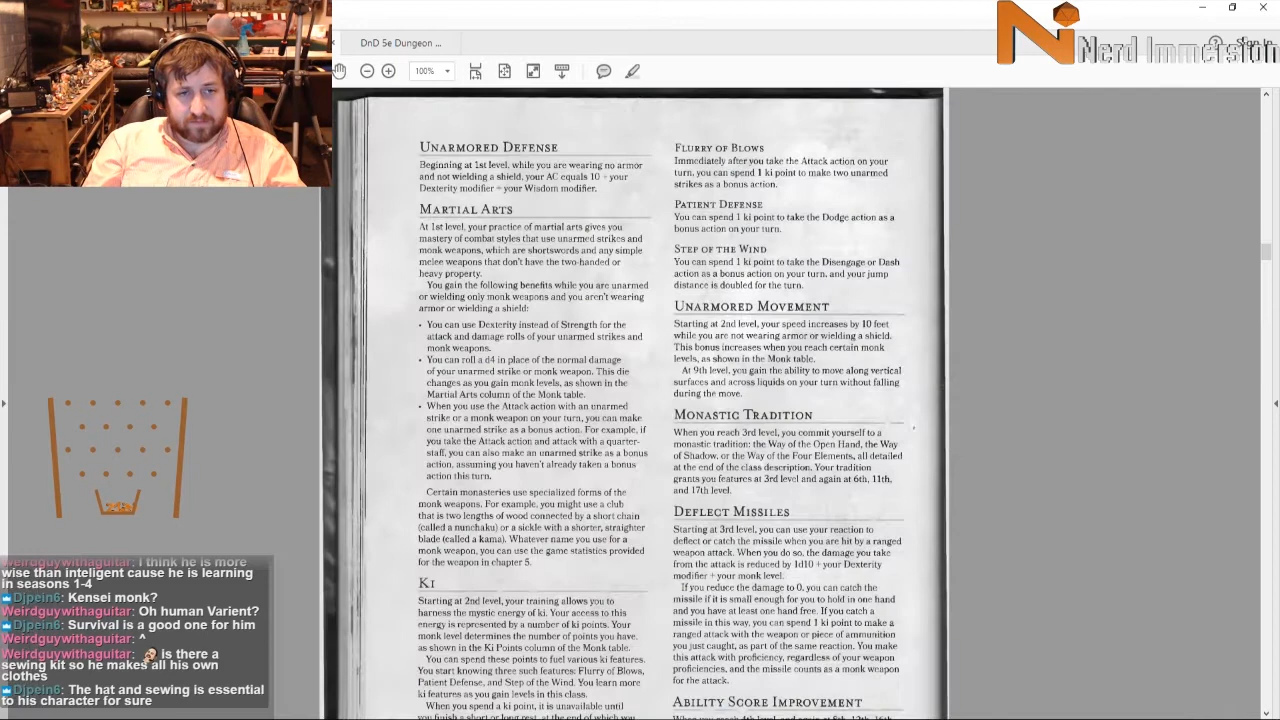 DnD 5e Dungeon ...
100%
Sign In
Nerd Immersion
UNARMORED DEFENSE
Beginning at 1st level, while you are wearing no armor
and not wielding a shield, your AC equals 10 + your
Dexterity modifier + your Wisdom modifier.
MARTIAL ARTS
At 1st level, your practice of martial arts gives you
mastery of combat styles that use unarmed strikes and
monk weapons, which are shortswords and any simple
melee weapons that don't have the two-handed or
heavy property.
You gain the following benefits while you are unarmed
or wielding only monk weapons and you aren't wearing
armor or wielding a shield:
• You can use Dexterity instead of Strength for the
attack and damage rolls of your unarmed strikes and
monk weapons.
• You can roll a d4 in place of the normal damage
of your unarmed strike or monk weapon. This die
changes as you gain monk levels, as shown in the
Martial Arts column of the Monk table.
• When you use the Attack action with an unarmed
strike or a monk weapon on your turn, you can make
one unarmed strike as a bonus action. For example, if
you take the Attack action and attack with a quarter-
staff, you can also make an unarmed strike as a bonus
action, assuming you haven't already taken a bonus
action this turn.
Certain monasteries use specialized forms of the
monk weapons. For example, you might use a club
that is two lengths of wood connected by a short chain
(called a nunchaku) or a sickle with a shorter, straighter
blade (called a kama). Whatever name you use for a
monk weapon, you can use the game statistics provided
for the weapon in chapter 5.
KI
Starting at 2nd level, your training allows you to
harness the mystic energy of ki. Your access to this
energy is represented by a number of ki points. Your
monk level determines the number of points you have,
as shown in the Ki Points column of the Monk table.
You can spend these points to fuel various ki features.
You start knowing three such features: Flurry of Blows,
Patient Defense, and Step of the Wind. You learn more
ki features as you gain levels in this class.
When you spend a ki point, it is unavailable until
you finish a short or long rest, at the end of which you
FLURRY OF BLOWS
Immediately after you take the Attack action on your
turn, you can spend 1 ki point to make two unarmed
strikes as a bonus action.
PATIENT DEFENSE
You can spend 1 ki point to take the Dodge action as a
bonus action on your turn.
STEP OF THE WIND
You can spend 1 ki point to take the Disengage or Dash
action as a bonus action on your turn, and your jump
distance is doubled for the turn.
UNARMORED MOVEMENT
Starting at 2nd level, your speed increases by 10 feet
while you are not wearing armor or wielding a shield.
This bonus increases when you reach certain monk
levels, as shown in the Monk table.
At 9th level, you gain the ability to move along vertical
surfaces and across liquids on your turn without falling
during the move.
MONASTIC TRADITION
When you reach 3rd level, you commit yourself to a
monastic tradition: the Way of the Open Hand, the Way
of Shadow, or the Way of the Four Elements, all detailed
at the end of the class description. Your tradition
grants you features at 3rd level and again at 6th, 11th,
and 17th level.
DEFLECT MISSILES
Starting at 3rd level, you can use your reaction to
deflect or catch the missile when you are hit by a ranged
weapon attack. When you do so, the damage you take
from the attack is reduced by 1d10 + your Dexterity
modifier + your monk level.
If you reduce the damage to 0, you can catch the
missile if it is small enough for you to hold in one hand
and you have at least one hand free. If you catch a
missile in this way, you can spend 1 ki point to make a
ranged attack with the weapon or piece of ammunition
you just caught, as part of the same reaction. You make
this attack with proficiency, regardless of your weapon
proficiencies, and the missile counts as a monk weapon
for the attack.
ABILITY SCORE IMPROVEMENT
When you reach 4th level, and again at 8th, 12th, 16th,
Weirdguywithaguitar: I think he is more
wise than inteligent cause he is learning
in seasons 1-4
Djpein6: Kensei monk?
Weirdguywithaguitar: Oh human Varient?
Djpein6: Survival is a good one for him
Weirdguywithaguitar: ^
Weirdguywithaguitar: is there a
sewing kit so he makes all his own
clothes
Djpein6: The hat and sewing is essential
to his character for sure